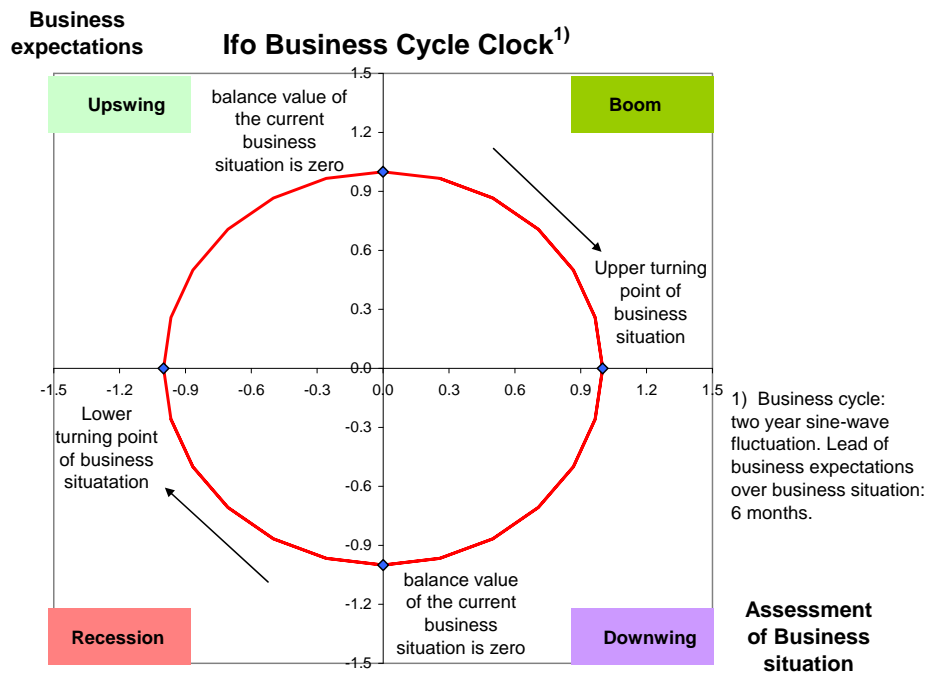 Business
expectations
Ifo Business Cycle Clock1)
Upswing
balance value of
the current
business
situation is zero
Boom
1.5
1.2
0.9
0.6
0.3
0.0
-0.3
-0.6
-0.9
-1.2
-1.5
Upper turning
point of
business
situation
-1.5 -1.2 -0.9 -0.6 -0.3 0.0 0.3 0.6 0.9 1.2 1.5
Lower
turning point
of business
situatation
1) Business cycle:
two year sine-wave
fluctuation. Lead of
business expectations
over business situation:
6 months.
balance value
of the current
business
situation is zero
Recession
Downwing
Assessment
of Business
situation